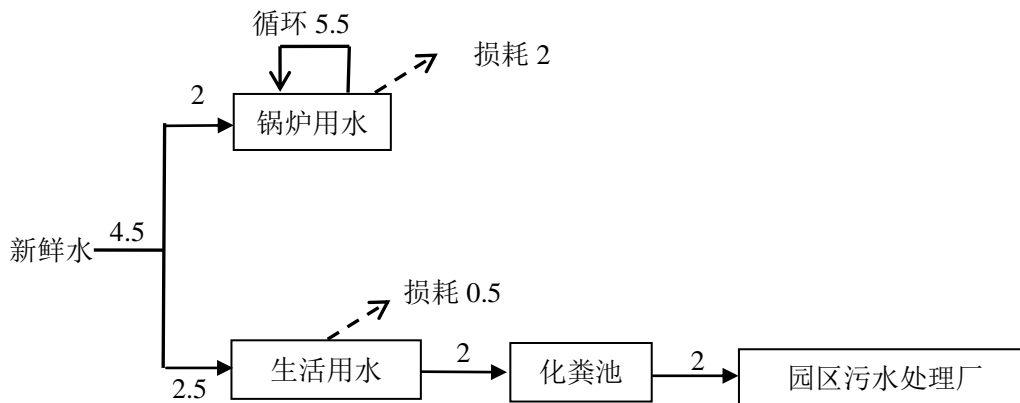 循环 5.5
损耗 2
2
锅炉用水
新鲜水
4.5
损耗 0.5
2.5
生活用水
2
化粪池
2
园区污水处理厂